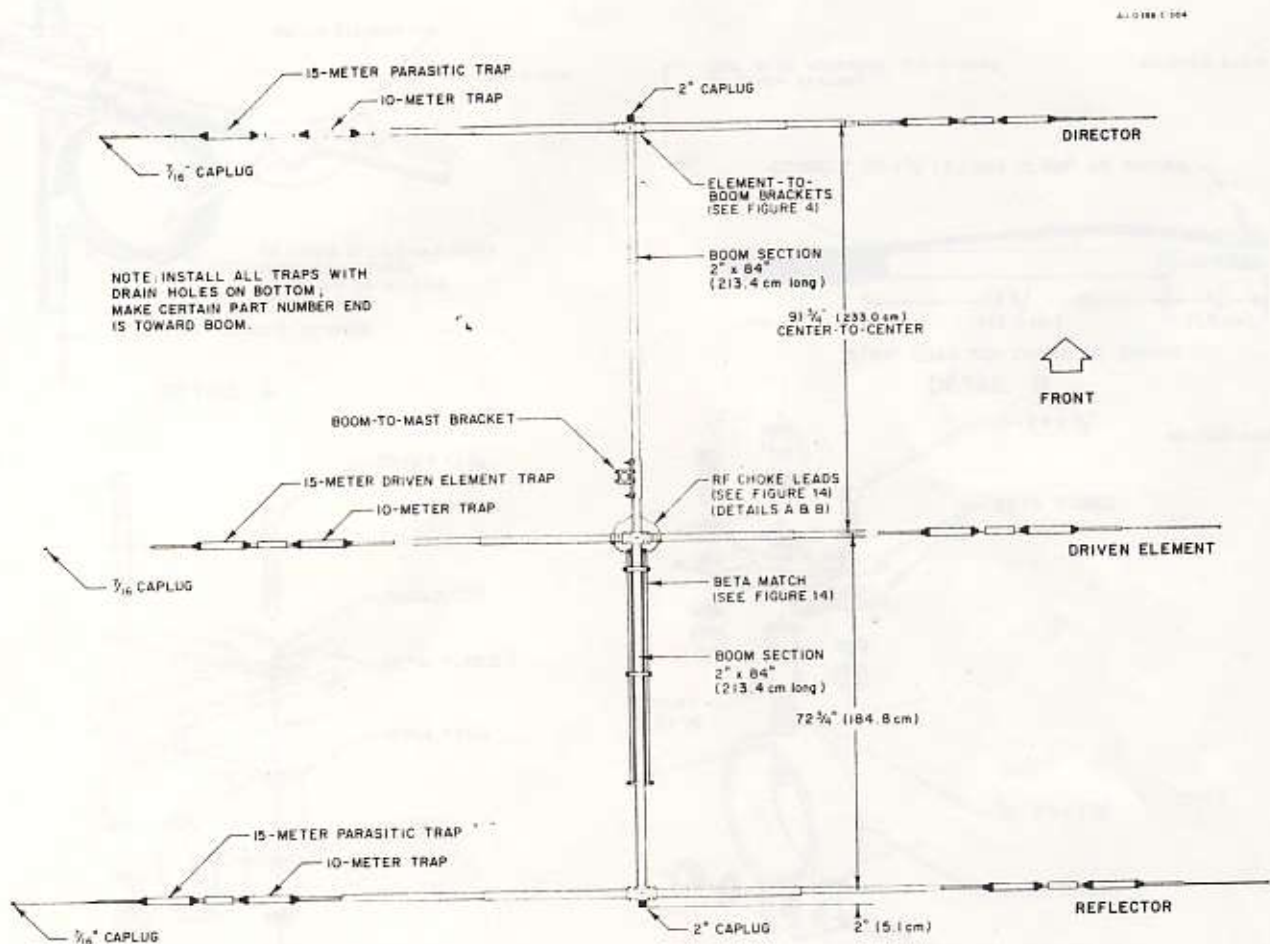 15-METER PARASITIC TRAP
10-METER TRAP
2" CAPLUG
DIRECTOR
7/16" CAPLUG
ELEMENT-TO-
BOOM BRACKETS
(SEE FIGURE 4)
NOTE: INSTALL ALL TRAPS WITH
DRAIN HOLES ON BOTTOM;
MAKE CERTAIN PART NUMBER END
IS TOWARD BOOM.
BOOM SECTION
2" x 84"
(213.4 cm long)
91 3/4" (233.0 cm)
CENTER-TO-CENTER
FRONT
BOOM-TO-MAST BRACKET
15-METER DRIVEN ELEMENT TRAP
10-METER TRAP
RF CHOKE LEADS
(SEE FIGURE 14)
(DETAILS A & B)
DRIVEN ELEMENT
7/16 CAPLUG
BETA MATCH
(SEE FIGURE 14)
BOOM SECTION
2" x 84"
(213.4 cm long)
72 3/4" (184.8 cm)
15-METER PARASITIC TRAP
10-METER TRAP
REFLECTOR
7/16" CAPLUG
2" CAPLUG
2" (5.1 cm)